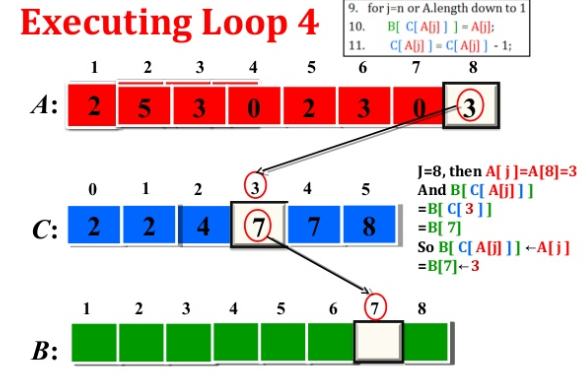 Executing Loop 4
9. for j=n or A.length down to 1
10. B[ C[ A[j] ] ] = A[j];
11. C[ A[j] ] = C[ A[j] ] - 1;
1 2 3 4 5 6 7 8
A: 2 5 3 0 2 3 0 3
J=8, then A[ j ]=A[8]=3
And B[ C[ A[j] ] ]
=B[ C[ 3 ] ]
=B[ 7]
So B[ C[ A[j] ] ] ←A[ j ]
=B[7]←3
0 1 2 3 4 5
C: 2 2 4 7 7 8
1 2 3 4 5 6 7 8
B: